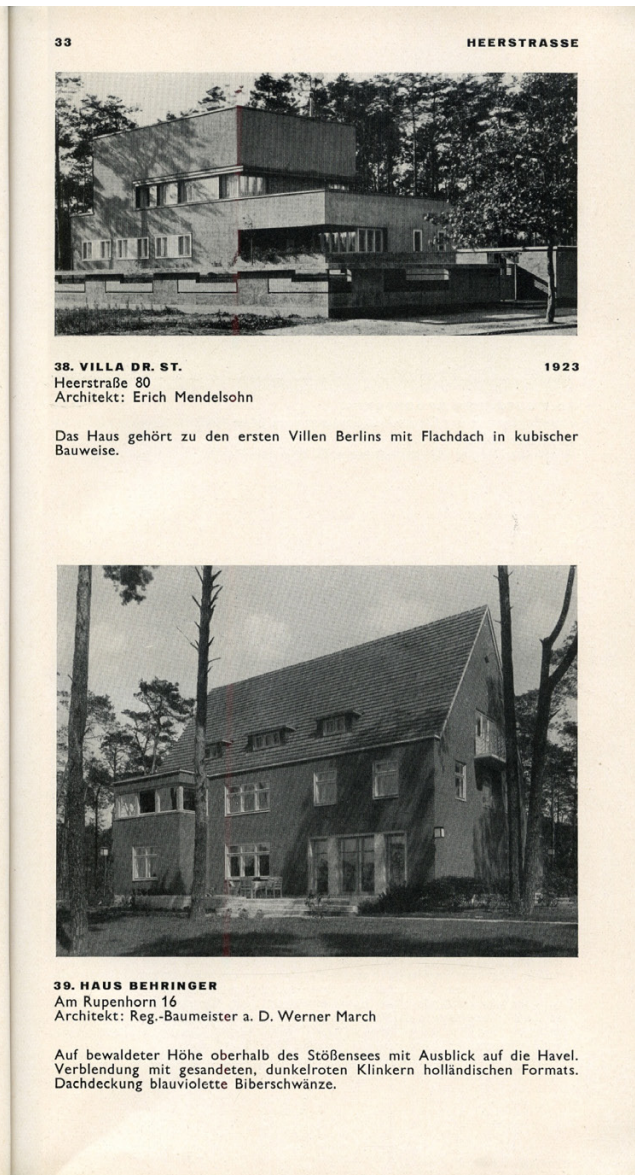 33 HEERSTRASSE
38. VILLA DR. ST. 1923
Heerstraße 80
Architekt: Erich Mendelsohn
Das Haus gehört zu den ersten Villen Berlins mit Flachdach in kubischer
Bauweise.
39. HAUS BEHRINGER
Am Rupenhorn 16
Architekt: Reg.-Baumeister a. D. Werner March
Auf bewaldeter Höhe oberhalb des Stößensees mit Ausblick auf die Havel.
Verblendung mit gesandeten, dunkelroten Klinkern holländischen Formats.
Dachdeckung blauviolette Biberschwänze.